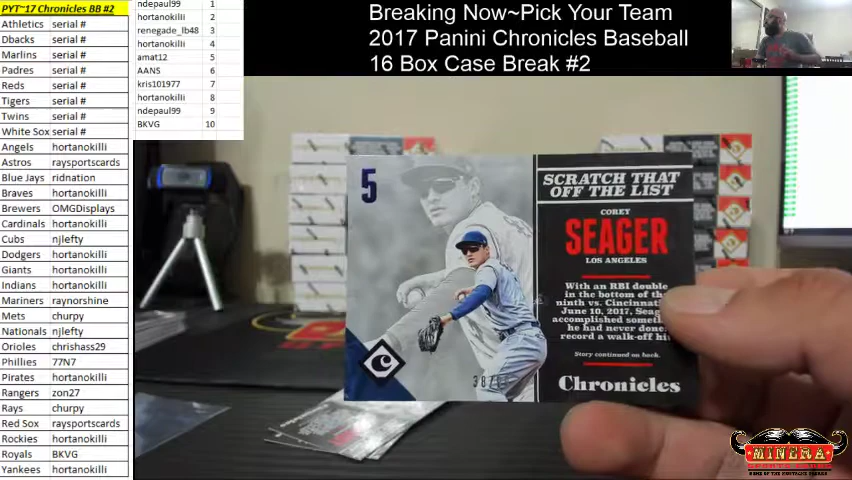 PYT~17 Chronicles BB #2
Athletics serial #
Dbacks serial #
Marlins serial #
Padres serial #
Reds serial #
Tigers serial #
Twins serial #
White Sox serial #
Angels hortanokilli
Astros raysportscards
Blue Jays ridnation
Braves hortanokilli
Brewers OMGDisplays
Cardinals hortanokilli
Cubs njlefty
Dodgers hortanokilli
Giants hortanokilli
Indians hortanokilli
Mariners raynorshine
Mets churpy
Nationals njlefty
Orioles chrishass29
Phillies 77N7
Pirates hortanokilli
Rangers zon27
Rays churpy
Red Sox raysportscards
Rockies hortanokilli
Royals BKVG
Yankees hortanokilli
ndepaul99 1
hortanokilli 2
renegade_lb48 3
hortanokilli 4
amat12 5
AANS 6
kris101977 7
hortanokilli 8
ndepaul99 9
BKVG 10
Breaking Now~Pick Your Team
2017 Panini Chronicles Baseball
16 Box Case Break #2
5
SCRATCH THAT
OFF THE LIST
COREY
SEAGER
LOS ANGELES
With an RBI double
in the bottom of the
ninth vs. Cincinnati
June 10, 2017, Seag
accomplished someth
he had never done
record a walk-off hi
Story continued on back.
Chronicles
MINERA